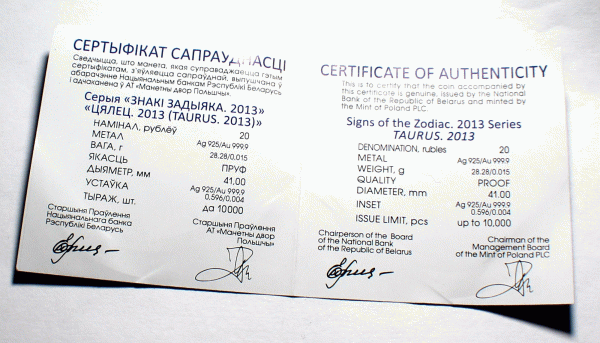 СЕРТЫФІКАТ САПРАЎДНАСЦІ
Сведчыцца, што манета, якая суправаджаецца гэтым
сертыфікатам, з'яўляецца сапраўднай, выпушчана ў
абарачэнне Нацыянальным банкам Рэспублікі Беларусь
і адчаканена ў АТ «Манетны двор Польшчы».
Серыя «ЗНАКІ ЗАДЫЯКА. 2013»
«ЦЯЛЕЦ. 2013 (TAURUS. 2013)»
НАМІНАЛ, рублёў 20
МЕТАЛ Ag 925/Au 999,9
ВАГА, г 28.28/0.015
ЯКАСЦЬ ПРУФ
ДЫЯМЕТР, мм 41,00
УСТАЎКА Ag 925/Au 999,9
0.596/0.004
ТЫРАЖ, шт. да 10000
Старшыня Праўлення
Нацыянальнага банка
Рэспублікі Беларусь
Старшыня Праўлення
АТ «Манетны двор
Польшчы»
CERTIFICATE OF AUTHENTICITY
This is to certify that the coin accompanied by
this certificate is genuine, issued by the National
Bank of the Republic of Belarus and minted by
the Mint of Poland PLC.
Signs of the Zodiac. 2013 Series
TAURUS. 2013
DENOMINATION, rubles 20
METAL Ag 925/Au 999,9
WEIGHT, g 28.28/0.015
QUALITY PROOF
DIAMETER, mm 41.00
INSET Ag 925/Au 999,9
0.596/0.004
ISSUE LIMIT, pcs up to 10,000
Chairperson of the Board
of the National Bank
of the Republic of Belarus
Chairman of the
Management Board
of the Mint of Poland PLC